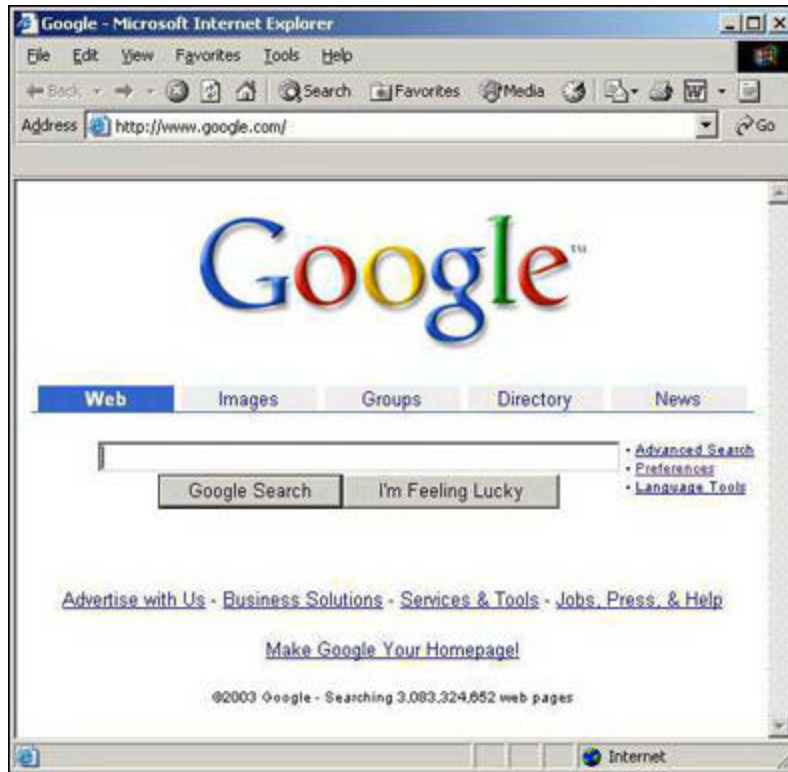 Google - Microsoft Internet Explorer
File Edit View Favorites Tools Help
Back Search Favorites Media
Address http://www.google.com/ Go
Google™
Web Images Groups Directory News
• Advanced Search
• Preferences
• Language Tools
Google Search I'm Feeling Lucky
Advertise with Us - Business Solutions - Services & Tools - Jobs, Press, & Help
Make Google Your Homepage!
©2003 Google - Searching 3,083,324,652 web pages
Internet